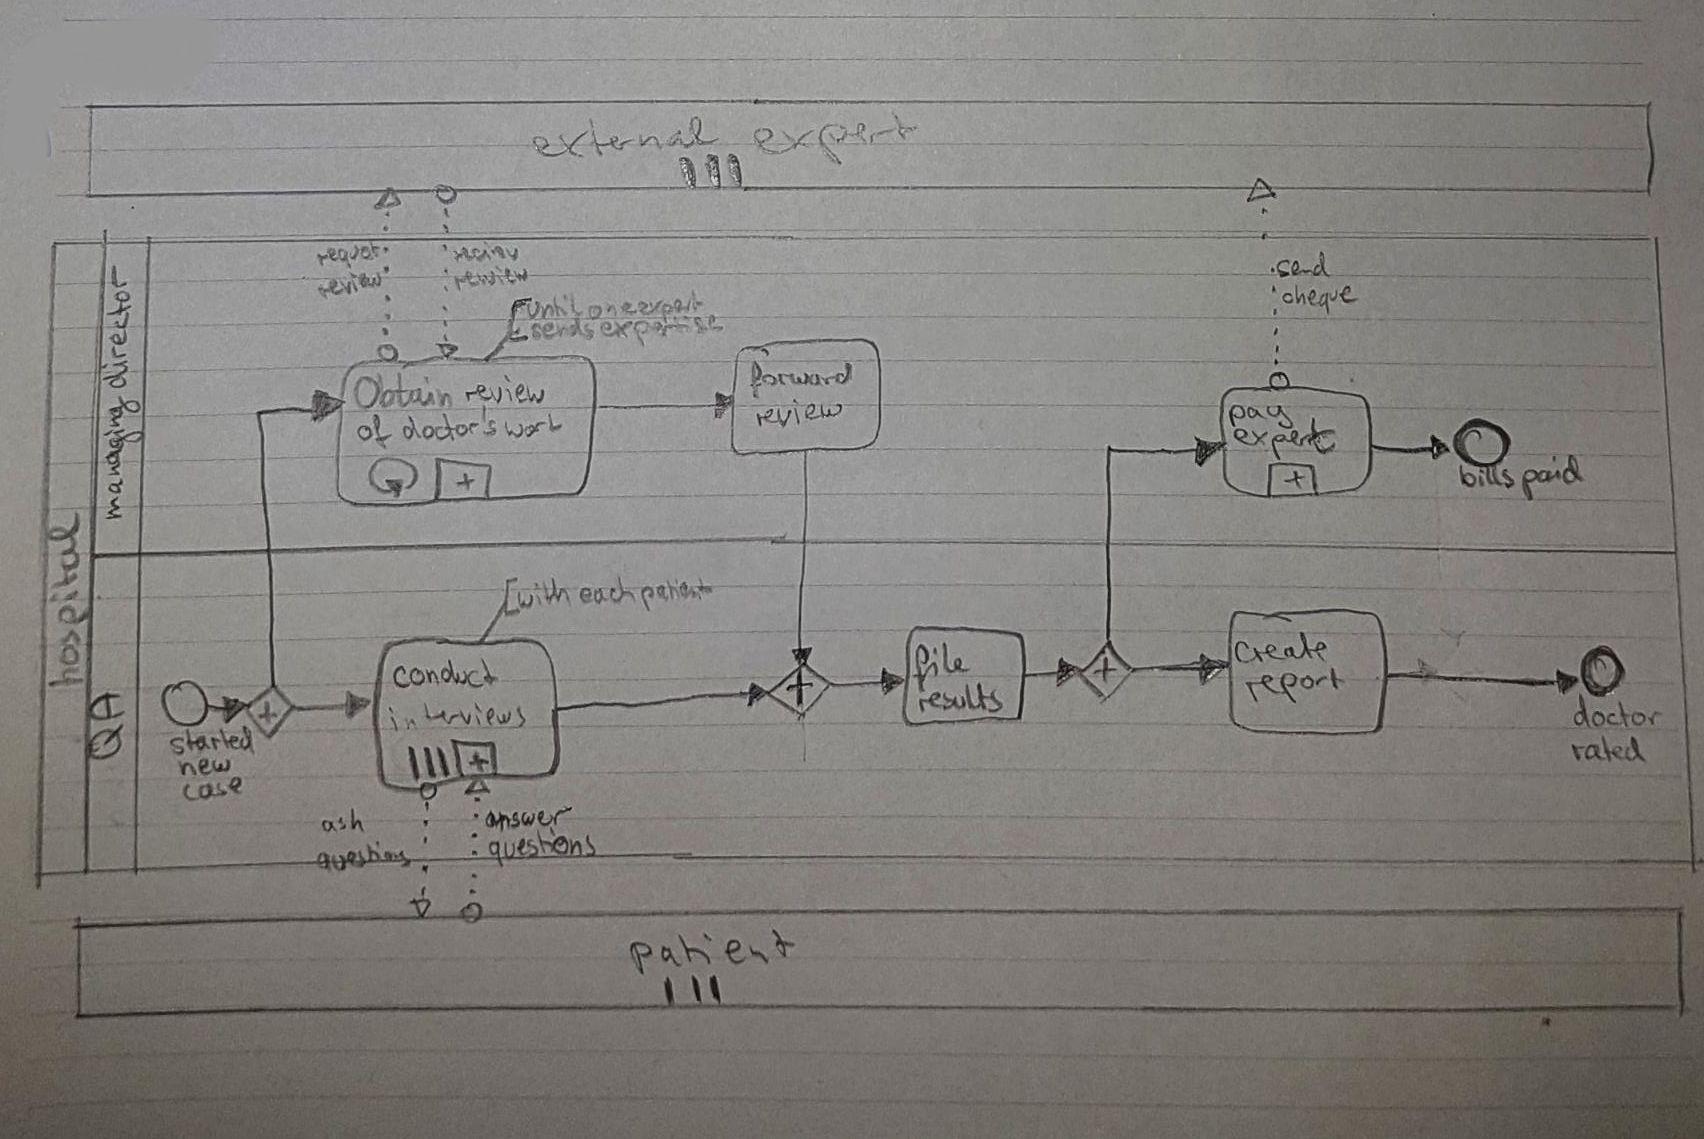 external expert
request
review
receive
review
until one expert
sends expertise
send
cheque
hospital
managing director
Obtain review
of doctor's work
forward
review
pay
expert
bills paid
with each patient
QA
started
new
case
conduct
interviews
file
results
create
report
doctor
rated
ask
questions
answer
questions
patient